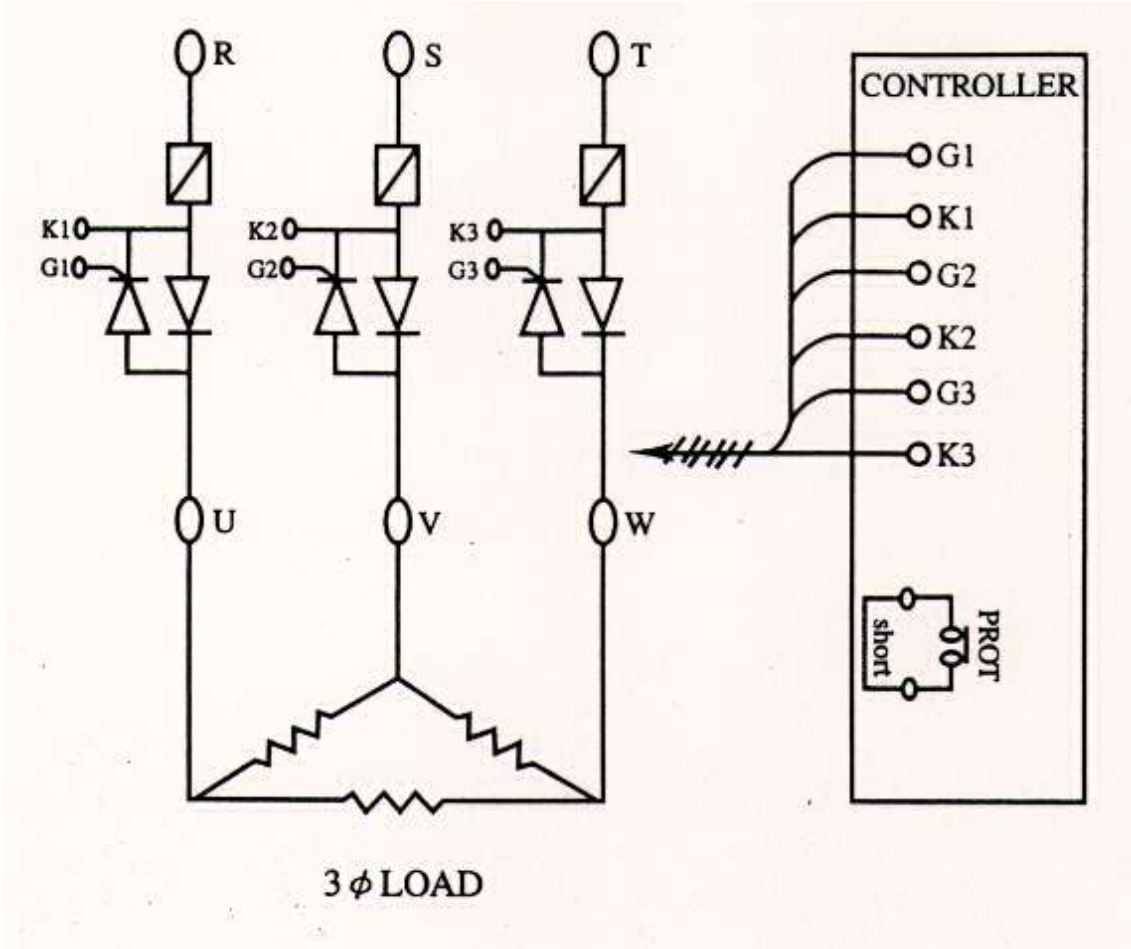 R
S
T
CONTROLLER
G1
K1
G2
K2
G3
K3
K1
G1
K2
G2
K3
G3
U
V
W
PROT
short
3 ϕ LOAD